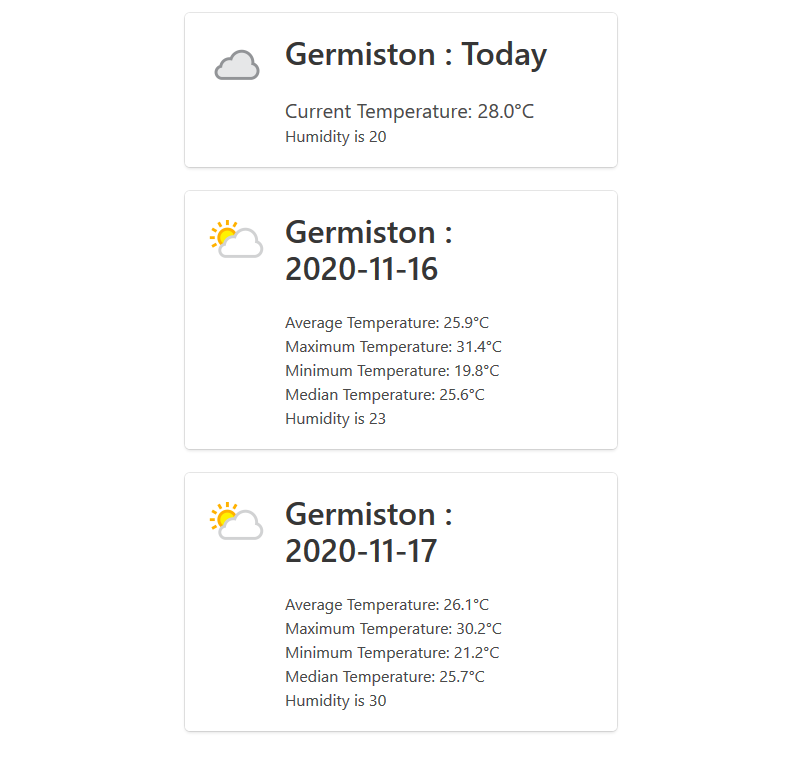 Germiston : Today
Current Temperature: 28.0°C
Humidity is 20
Germiston :
2020-11-16
Average Temperature: 25.9°C
Maximum Temperature: 31.4°C
Minimum Temperature: 19.8°C
Median Temperature: 25.6°C
Humidity is 23
Germiston :
2020-11-17
Average Temperature: 26.1°C
Maximum Temperature: 30.2°C
Minimum Temperature: 21.2°C
Median Temperature: 25.7°C
Humidity is 30